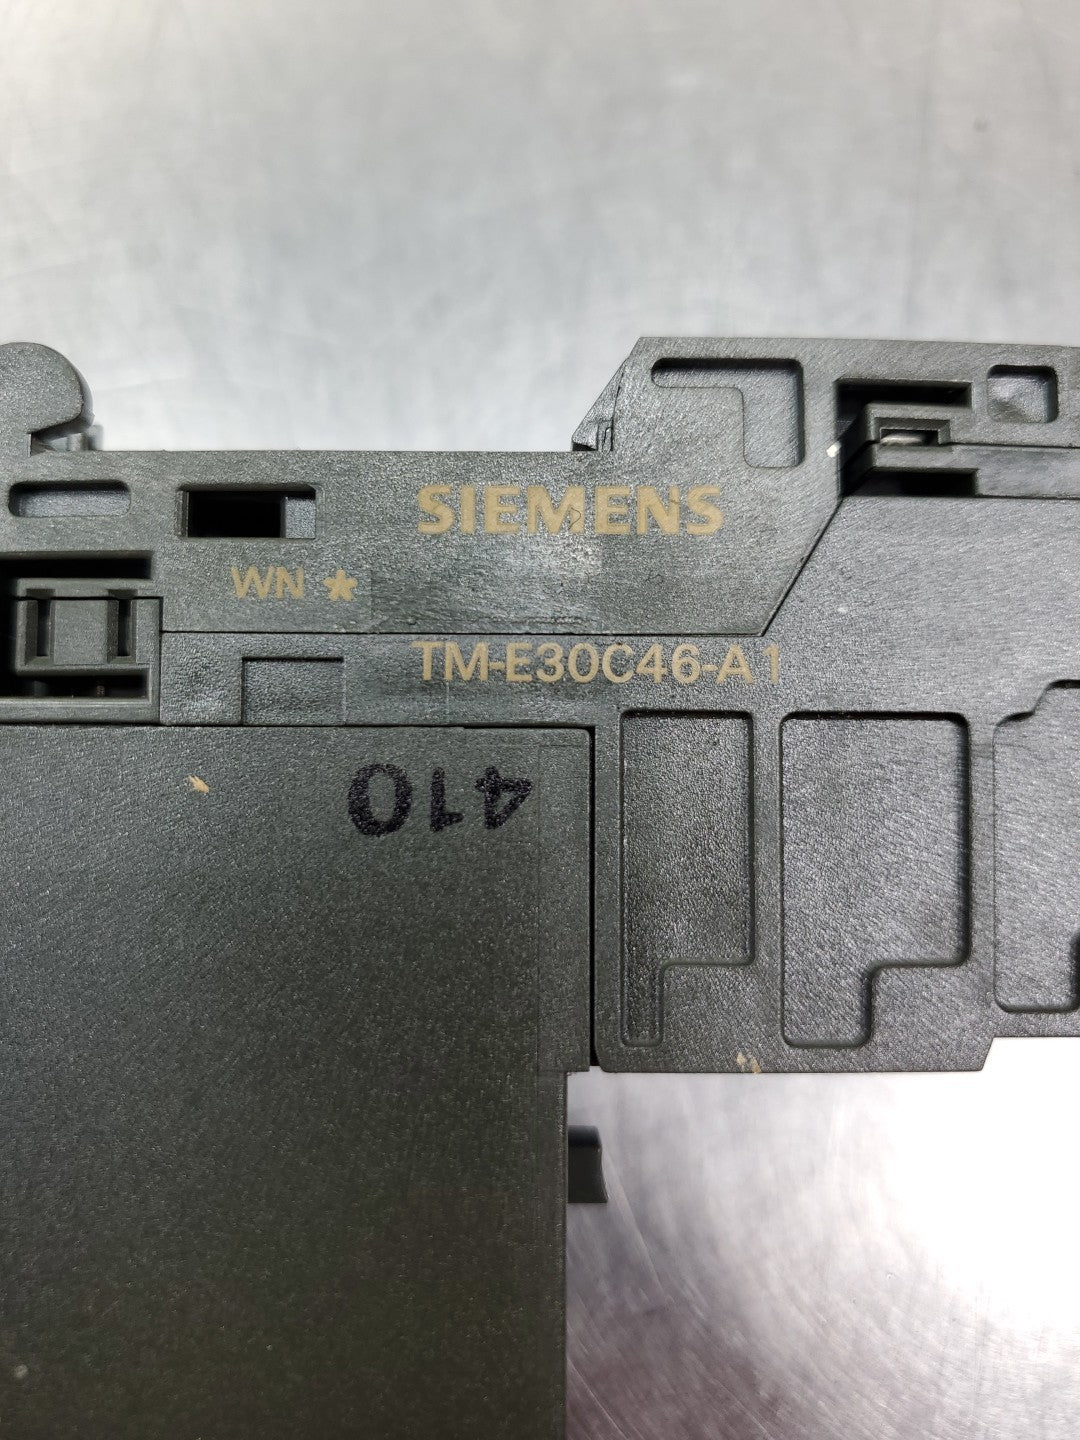 SIEMENS
WN *
TM-E30C46-A1
410